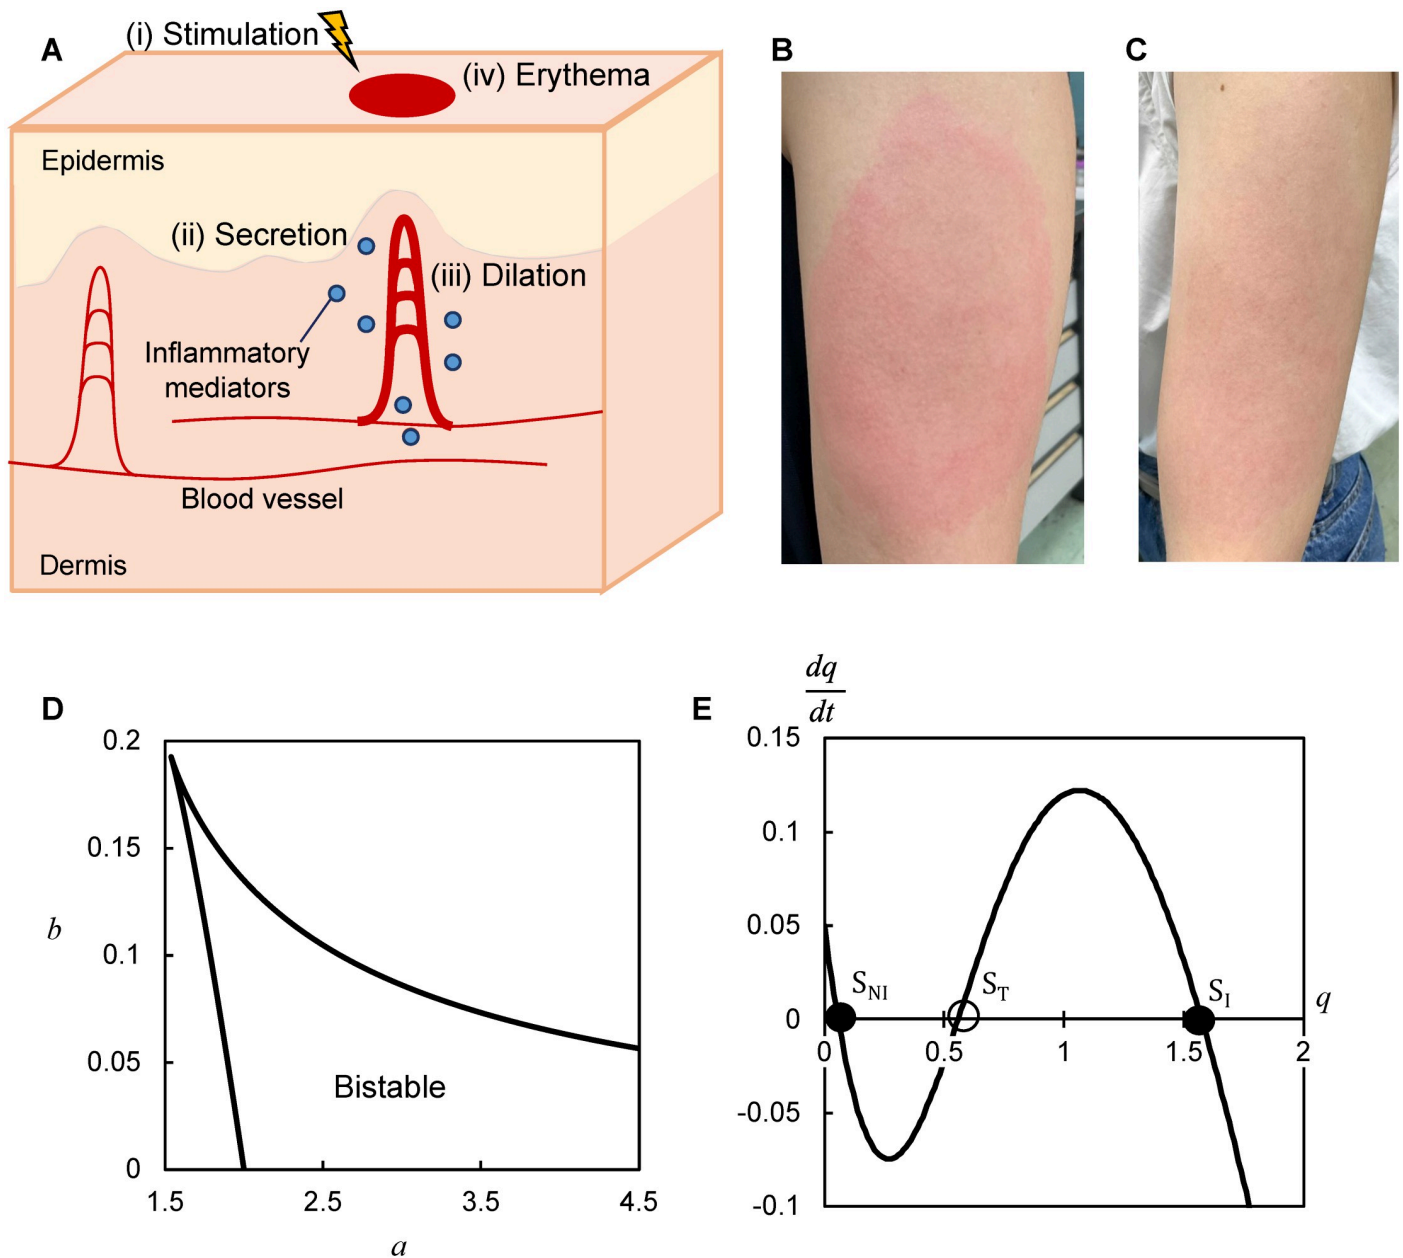 A
(i) Stimulation
(iv) Erythema
Epidermis
(ii) Secretion
(iii) Dilation
Inflammatory
mediators
Blood vessel
Dermis
B
C
D
0.2
0.15
b
0.1
0.05
Bistable
0
1.5
2.5
3.5
4.5
a
E
dq
dt
0.15
0.1
0.05
S_NI
S_T
S_I
q
0
0
0.5
1
1.5
2
-0.05
-0.1